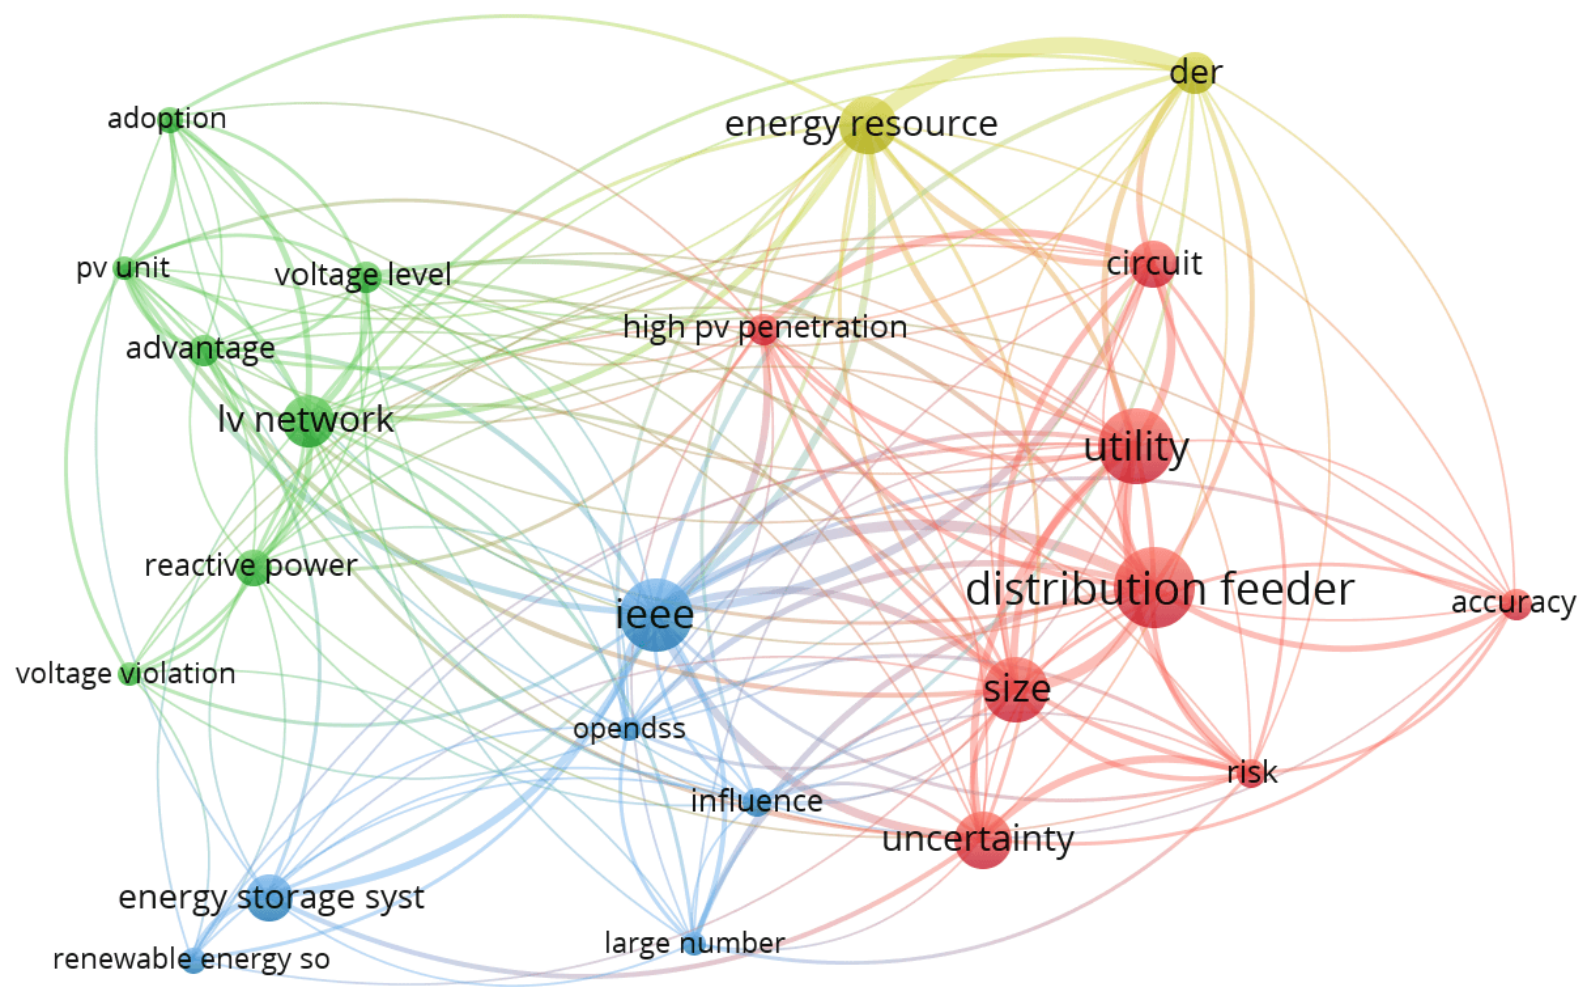 der
adoption
energy resource
circuit
pv unit
voltage level
high pv penetration
advantage
lv network
utility
reactive power
distribution feeder
accuracy
ieee
voltage violation
size
opendss
risk
influence
uncertainty
energy storage syst
large number
renewable energy so